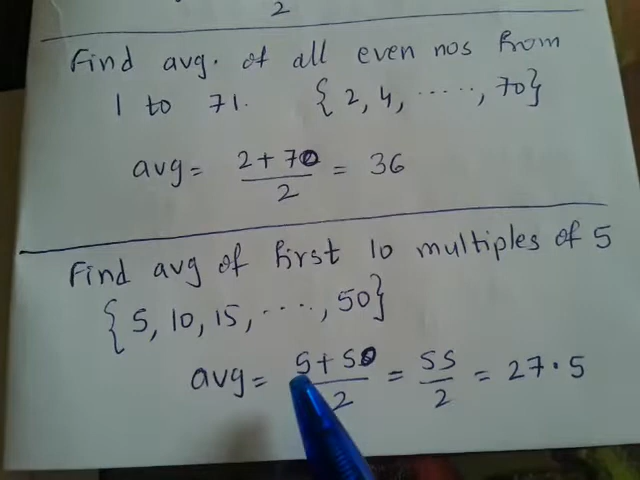 2
Find avg. of all even nos from
1 to 71. {2, 4, ....., 70}
avg = 2+70/2 = 36
Find avg of first 10 multiples of 5
{5, 10, 15, ...., 50}
avg = 5+50/2 = 55/2 = 27.5